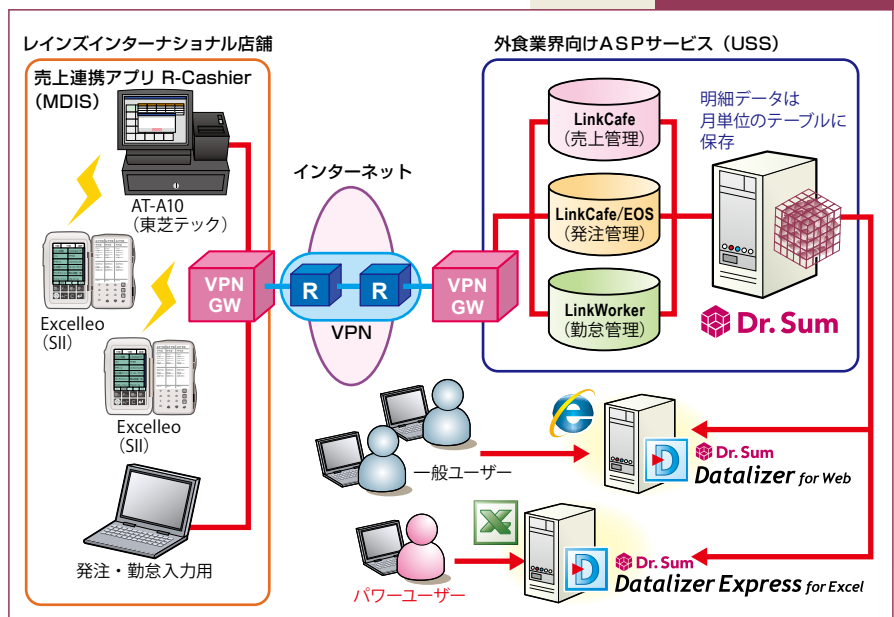 レインズインターナショナル店舗
売上連携アプリ R-Cashier
（MDIS）
AT-A10
（東芝テック）
Excelleo
（SII）
Excelleo
（SII）
発注・勤怠入力用
VPN
GW
インターネット
R
R
VPN
VPN
GW
外食業界向けASPサービス（USS）
LinkCafe
（売上管理）
LinkCafe/EOS
（発注管理）
LinkWorker
（勤怠管理）
明細データは
月単位のテーブルに
保存
Dr.Sum
一般ユーザー
Dr.Sum
Datalizer for Web
パワーユーザー
Dr.Sum
Datalizer Express for Excel